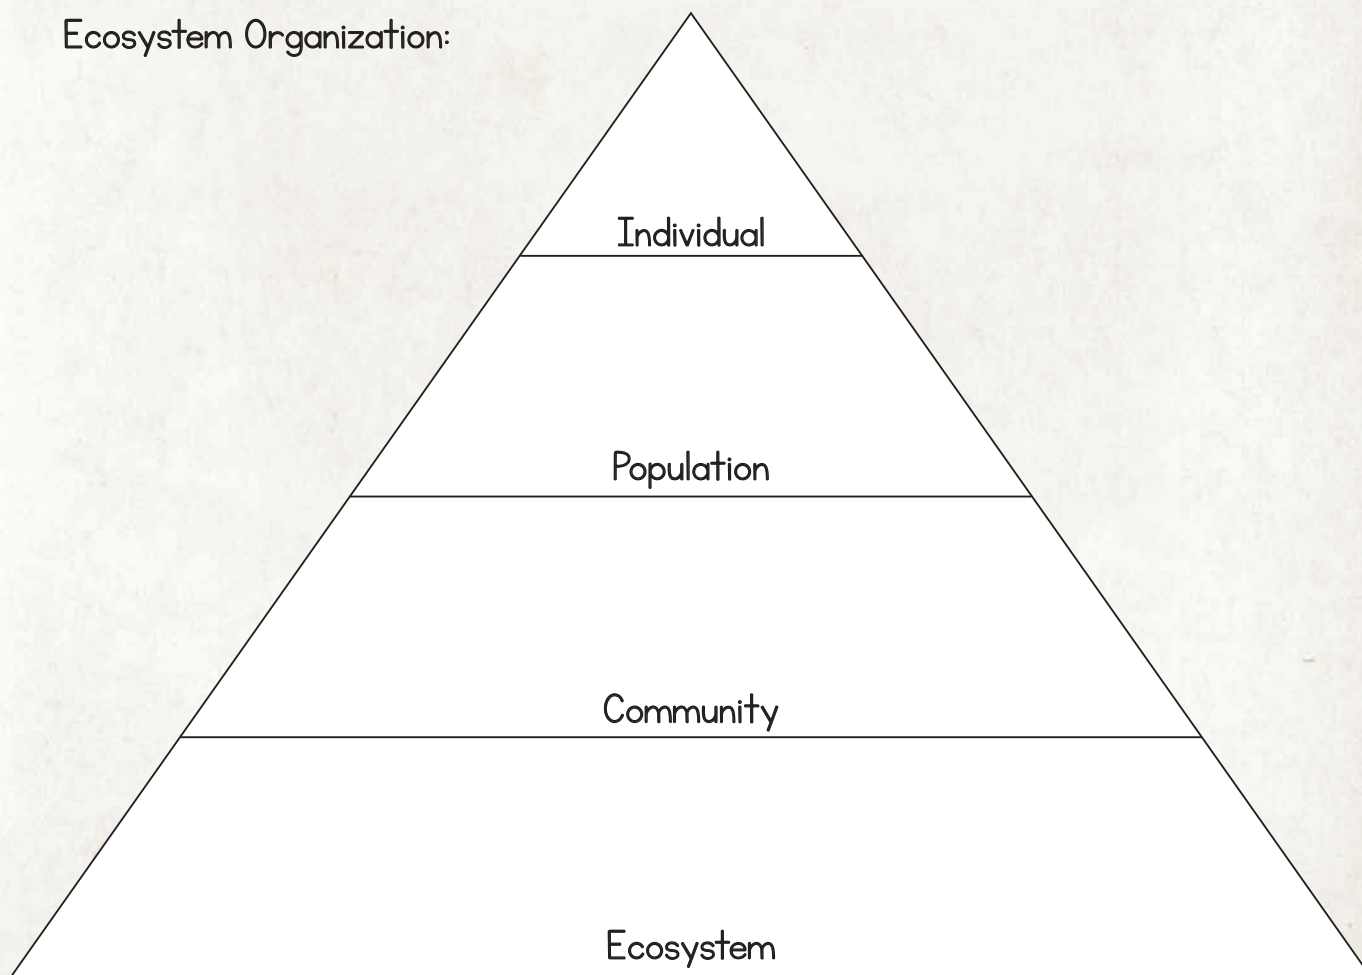 Ecosystem Organization:
Individual
Population
Community
Ecosystem